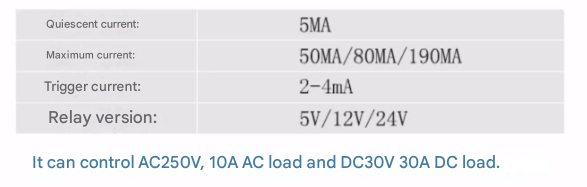 Quiescent current: 5MA
Maximum current: 50MA/80MA/190MA
Trigger current: 2-4mA
Relay version: 5V/12V/24V
It can control AC250V, 10A AC load and DC30V 30A DC load.